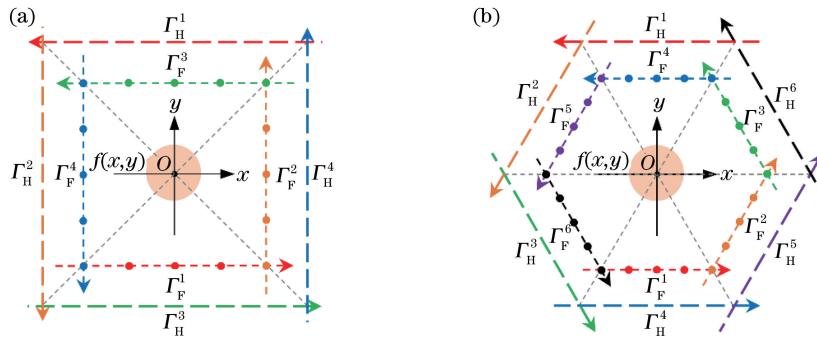 (a)
Γ_H^1
Γ_F^3
y
f(x,y)
O
x
Γ_H^2
Γ_F^4
Γ_F^2
Γ_H^4
Γ_F^1
Γ_H^3
(b)
Γ_H^1
Γ_F^4
Γ_H^2
Γ_F^5
y
Γ_F^3
Γ_H^6
f(x,y)
O
x
Γ_H^3
Γ_F^6
Γ_F^2
Γ_H^5
Γ_F^1
Γ_H^4